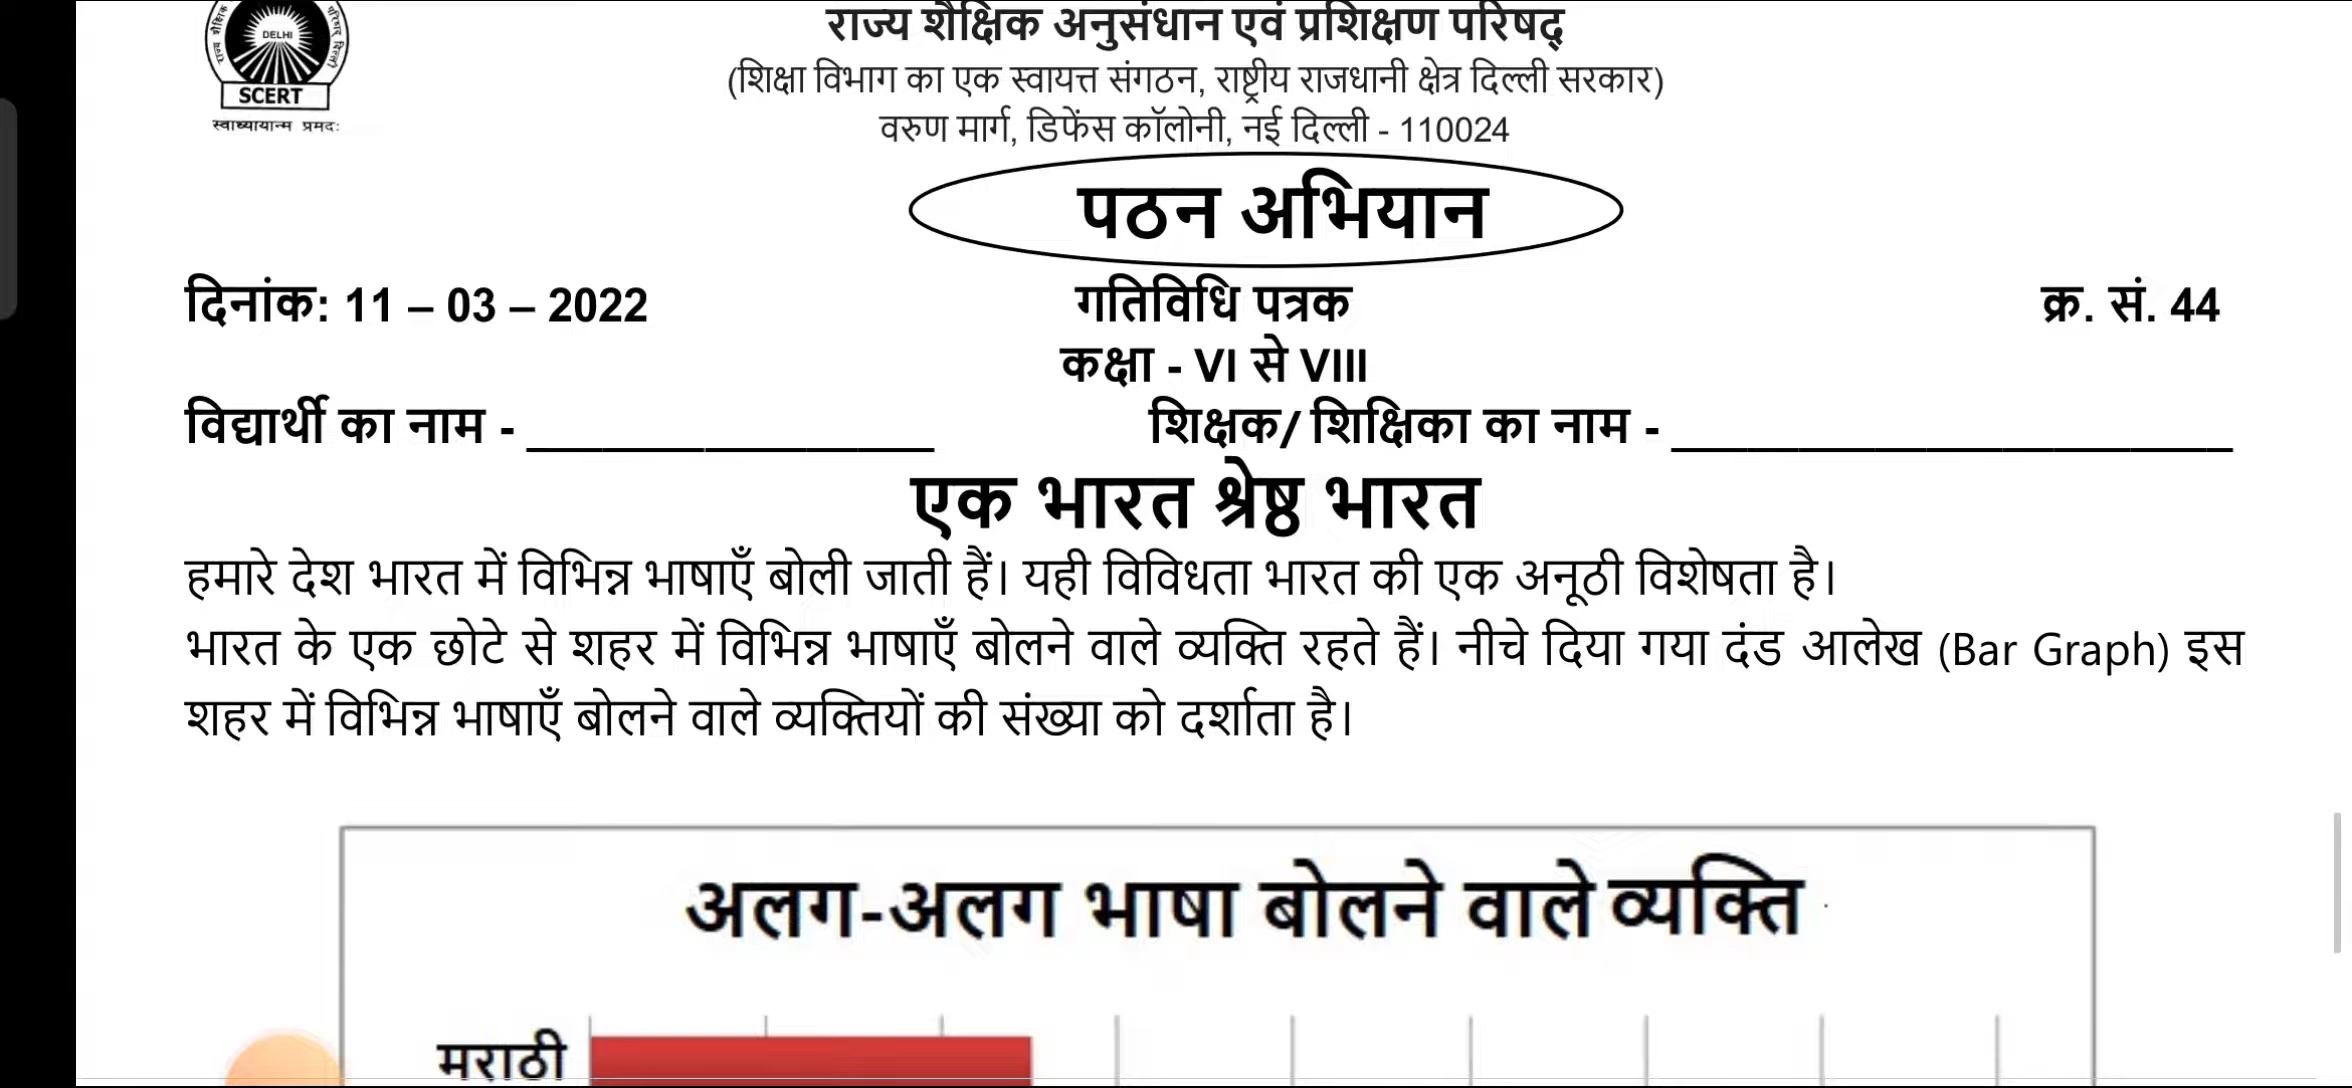 राज्य शैक्षिक अनुसंधान एवं प्रशिक्षण परिषद्
DELHI
SCERT
स्वाध्यायान्म प्रमदः
(शिक्षा विभाग का एक स्वायत्त संगठन, राष्ट्रीय राजधानी क्षेत्र दिल्ली सरकार)
वरुण मार्ग, डिफेंस कॉलोनी, नई दिल्ली - 110024
पठन अभियान
दिनांक: 11 – 03 – 2022 गतिविधि पत्रक क्र. सं. 44
कक्षा - VI से VIII
विद्यार्थी का नाम - ________________ शिक्षक/ शिक्षिका का नाम - ______________________
एक भारत श्रेष्ठ भारत
हमारे देश भारत में विभिन्न भाषाएँ बोली जाती हैं। यही विविधता भारत की एक अनूठी विशेषता है।
भारत के एक छोटे से शहर में विभिन्न भाषाएँ बोलने वाले व्यक्ति रहते हैं। नीचे दिया गया दंड आलेख (Bar Graph) इस
शहर में विभिन्न भाषाएँ बोलने वाले व्यक्तियों की संख्या को दर्शाता है।
अलग-अलग भाषा बोलने वाले व्यक्ति
मराठी